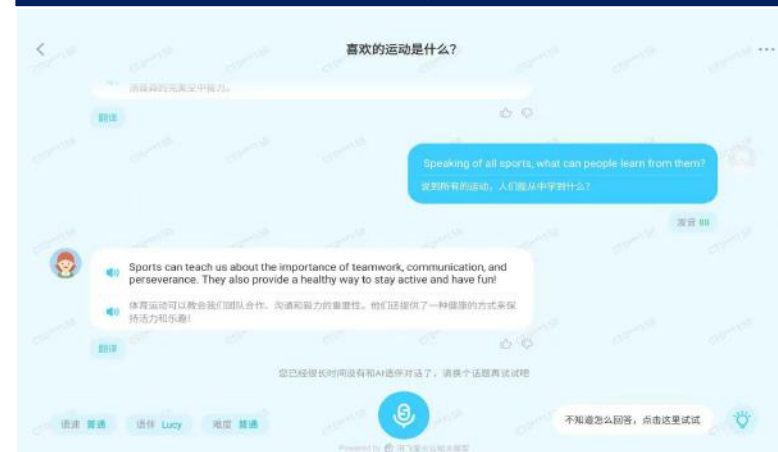 喜欢的运动是什么?
翻译
Speaking of all sports, what can people learn from them?
说到所有的运动，人们能从中学到什么?
发音 88
Sports can teach us about the importance of teamwork, communication, and
perseverance. They also provide a healthy way to stay active and have fun!
体育运动可以教会我们团队合作、沟通和毅力的重要性。他们还提供了一种健康的方式来保
持活力和乐趣!
翻译
您已经很长时间没有和AI语伴对话了，请换个话题再试试吧
语速 普通
语伴 Lucy
难度 普通
不知道怎么回答，点击这里试试
Powered by